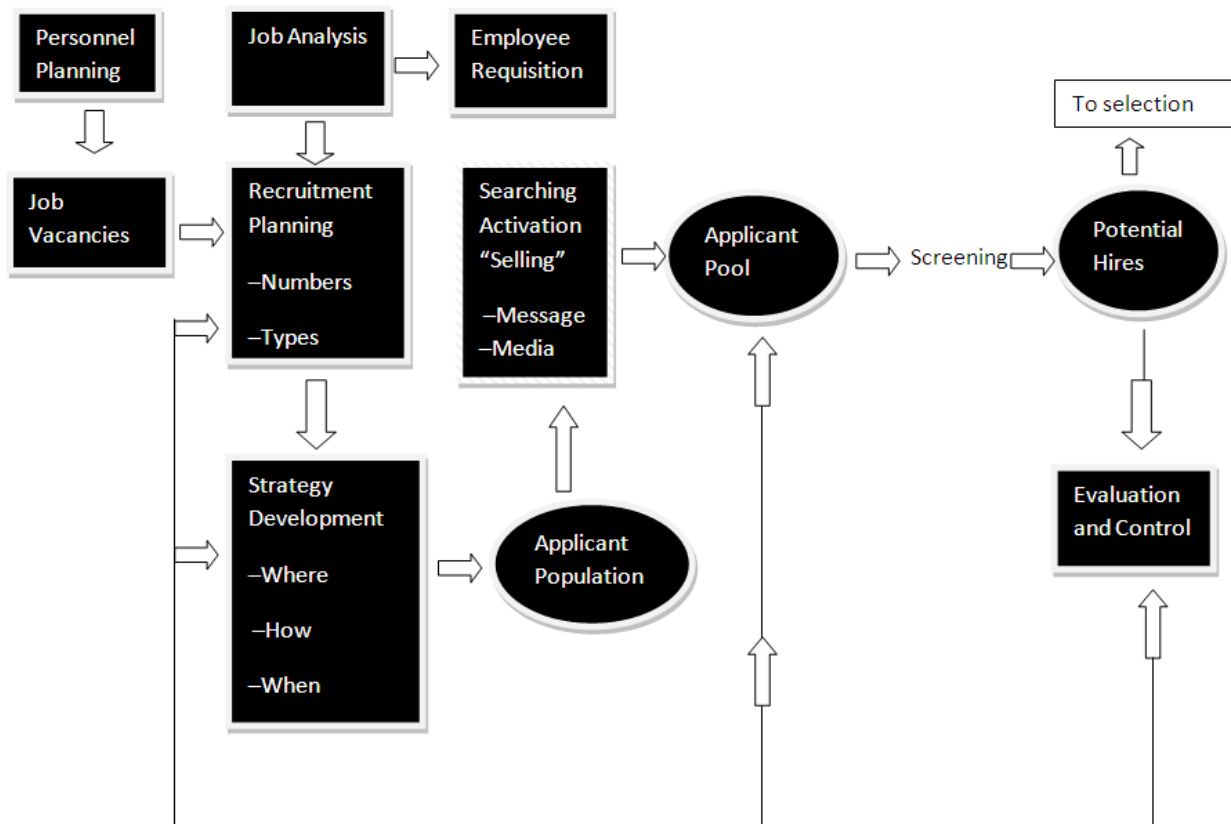 Personnel
Planning
Job Analysis
Employee
Requisition
To selection
Job
Vacancies
Recruitment
Planning
–Numbers
–Types
Searching
Activation
“Selling”
–Message
–Media
Applicant
Pool
Screening
Potential
Hires
Strategy
Development
–Where
–How
–When
Applicant
Population
Evaluation
and Control